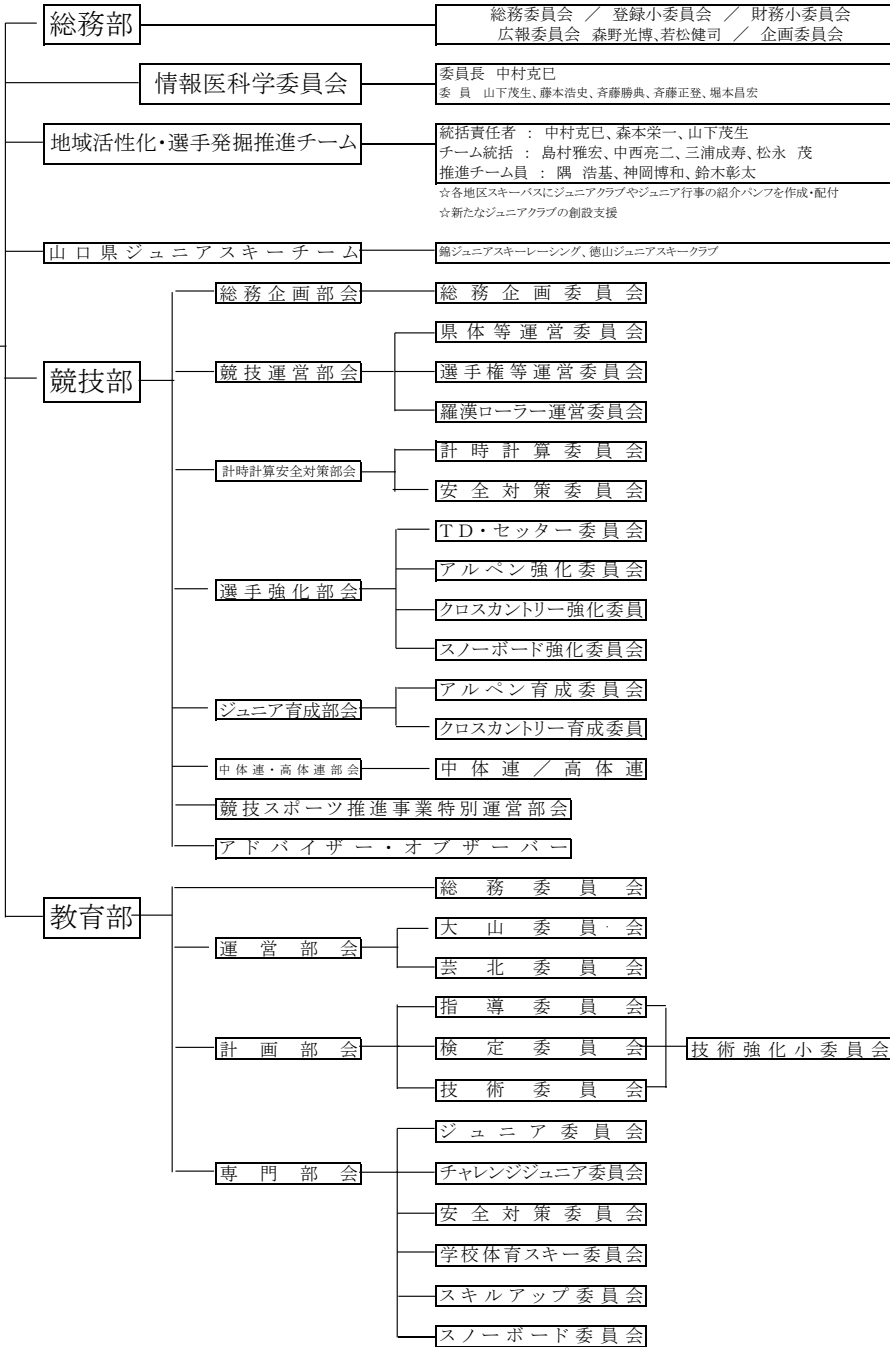 総務部
総務委員会 ／ 登録小委員会 ／ 財務小委員会
広報委員会 森野光博、若松健司 ／ 企画委員会
情報医科学委員会
委員長 中村克巳
委 員 山下茂生、藤本浩史、斉藤勝典、斉藤正登、堀本昌宏
地域活性化・選手発掘推進チーム
統括責任者 ： 中村克巳、森本栄一、山下茂生
チーム統括 ： 島村雅宏、中西亮二、三浦成寿、松永 茂
推進チーム員 ： 隅 浩基、神岡博和、鈴木彰太
☆各地区スキーバスにジュニアクラブやジュニア行事の紹介パンフを作成・配付
☆新たなジュニアクラブの創設支援
山口県ジュニアスキーチーム
錦ジュニアスキーレーシング、徳山ジュニアスキークラブ
競技部
総務企画部会
総務企画委員会
競技運営部会
県体等運営委員会
選手権等運営委員会
羅漢ローラー運営委員会
計時計算安全対策部会
計時計算委員会
安全対策委員会
選手強化部会
TD・セッター委員会
アルペン強化委員会
クロスカントリー強化委員
スノーボード強化委員会
ジュニア育成部会
アルペン育成委員会
クロスカントリー育成委員
中体連・高体連部会
中体連／高体連
競技スポーツ推進事業特別運営部会
アドバイザー・オブザーバー
教育部
総務委員会
運営部会
大山委員会
芸北委員会
計画部会
指導委員会
検定委員会
技術委員会
技術強化小委員会
専門部会
ジュニア委員会
チャレンジジュニア委員会
安全対策委員会
学校体育スキー委員会
スキルアップ委員会
スノーボード委員会